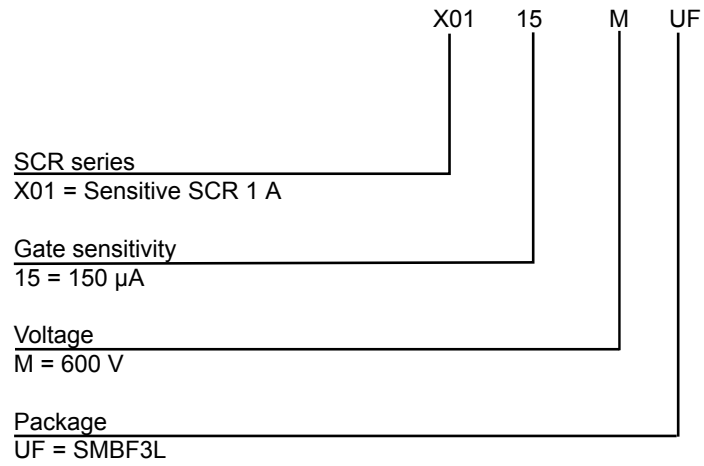 X01 15 M UF
SCR series
X01 = Sensitive SCR 1 A
Gate sensitivity
15 = 150 µA
Voltage
M = 600 V
Package
UF = SMBF3L